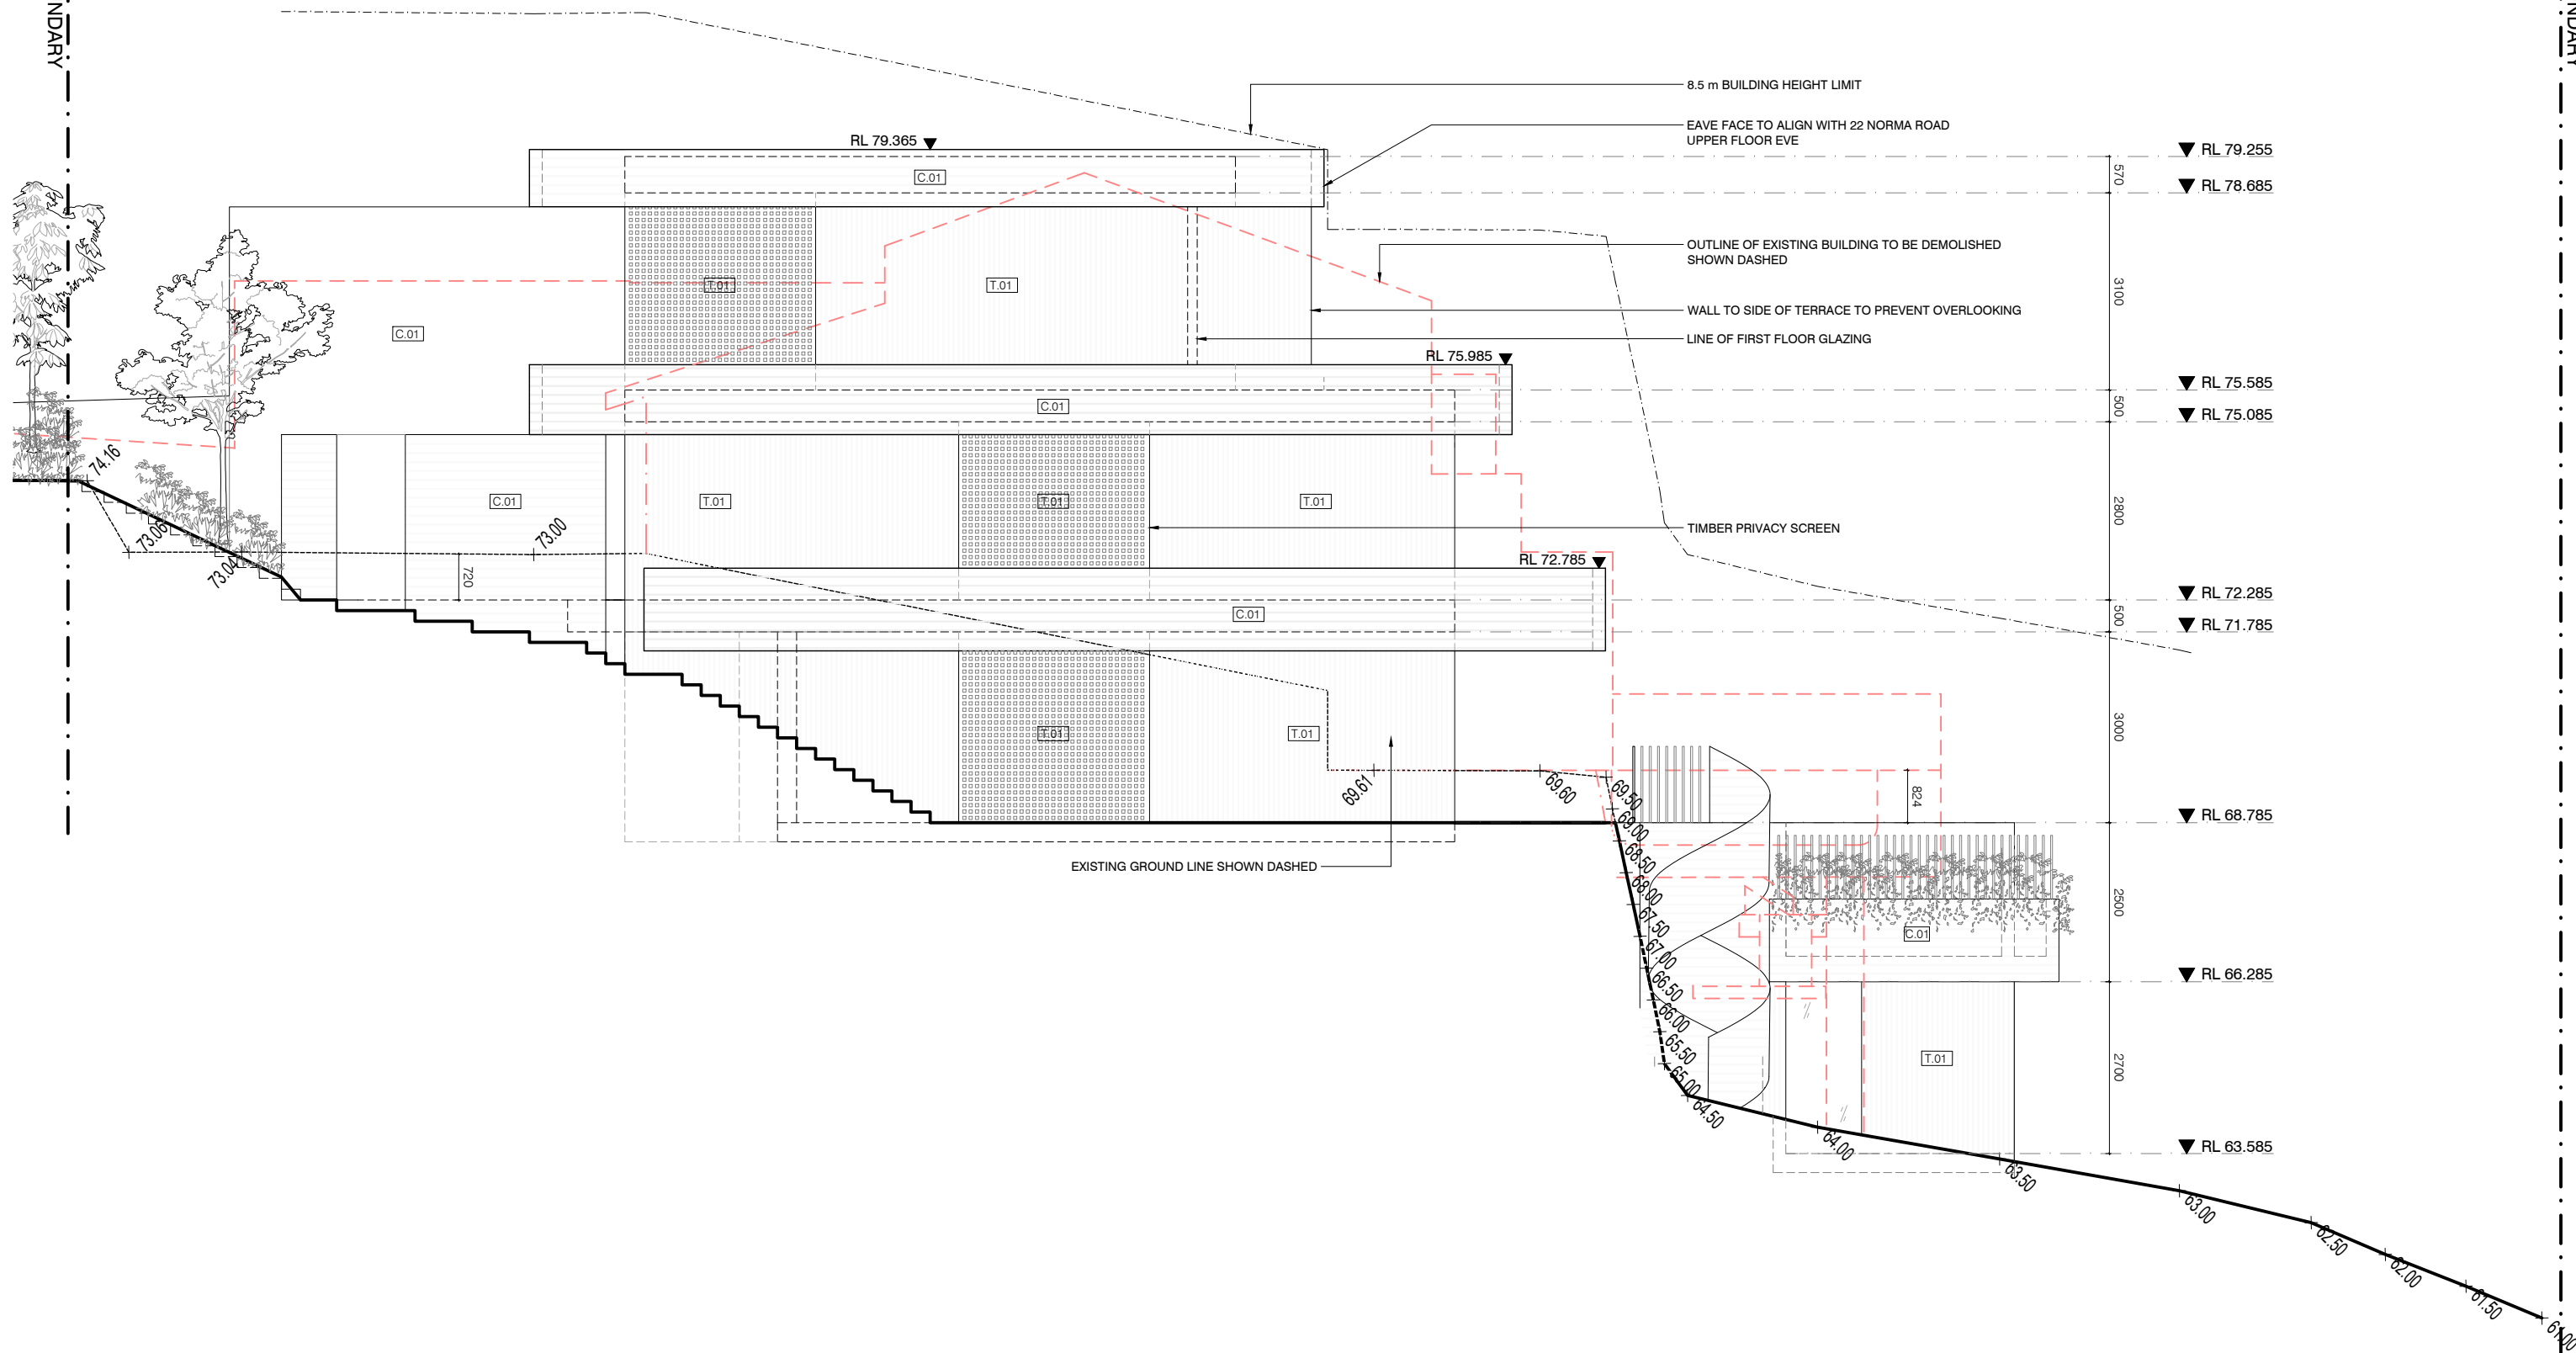 NDARY
NDARY
8.5 m BUILDING HEIGHT LIMIT
EAVE FACE TO ALIGN WITH 22 NORMA ROAD
UPPER FLOOR EVE
RL 79.365
RL 79.255
C.01
570
RL 78.685
OUTLINE OF EXISTING BUILDING TO BE DEMOLISHED
SHOWN DASHED
T.01
T.01
3100
WALL TO SIDE OF TERRACE TO PREVENT OVERLOOKING
C.01
LINE OF FIRST FLOOR GLAZING
RL 75.985
RL 75.585
C.01
500
RL 75.085
74.16
C.01
T.01
T.01
T.01
2800
TIMBER PRIVACY SCREEN
73.06
73.00
73.04
720
RL 72.785
RL 72.285
C.01
500
RL 71.785
T.01
T.01
3000
69.61
69.60
69.50
824
RL 68.785
69.00
EXISTING GROUND LINE SHOWN DASHED
68.50
68.00
67.50
2500
C.01
67.00
RL 66.285
66.50
66.00
65.50
T.01
2700
65.00
64.50
64.00
RL 63.585
63.50
63.00
62.50
62.00
61.50
61.00